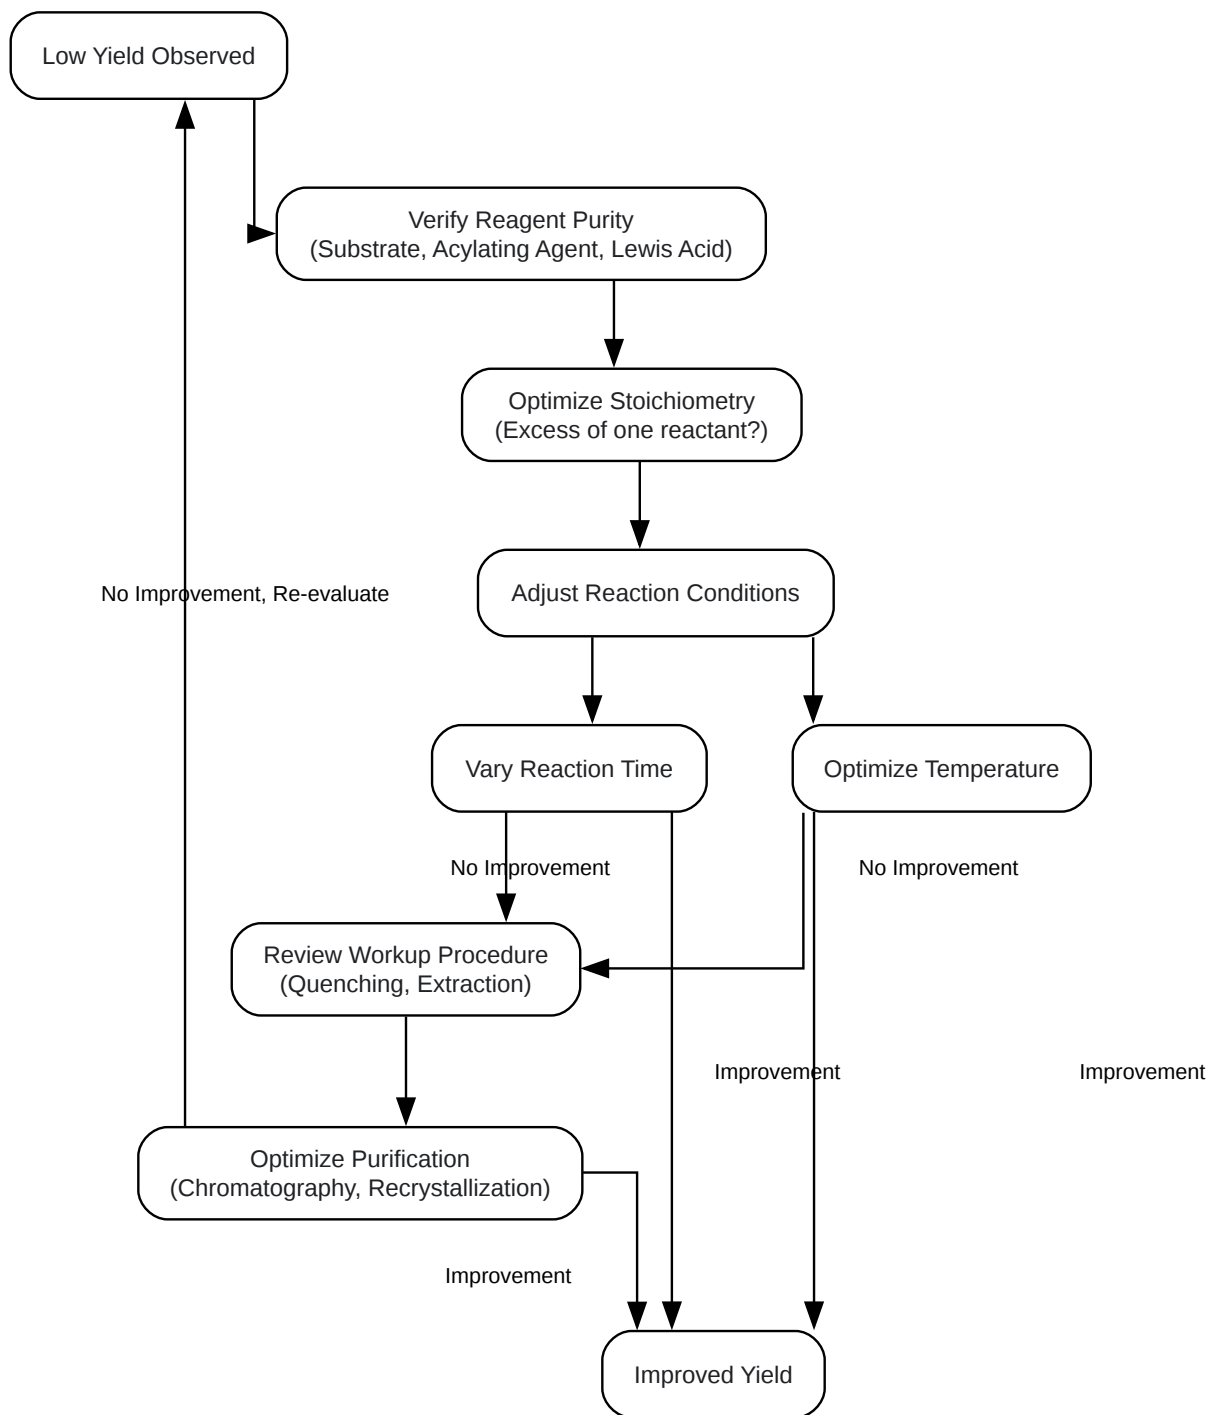 Low Yield Observed
Verify Reagent Purity
(Substrate, Acylating Agent, Lewis Acid)
Optimize Stoichiometry
(Excess of one reactant?)
No Improvement, Re-evaluate
Adjust Reaction Conditions
Vary Reaction Time
Optimize Temperature
No Improvement
No Improvement
Review Workup Procedure
(Quenching, Extraction)
Improvement
Improvement
Optimize Purification
(Chromatography, Recrystallization)
Improvement
Improved Yield